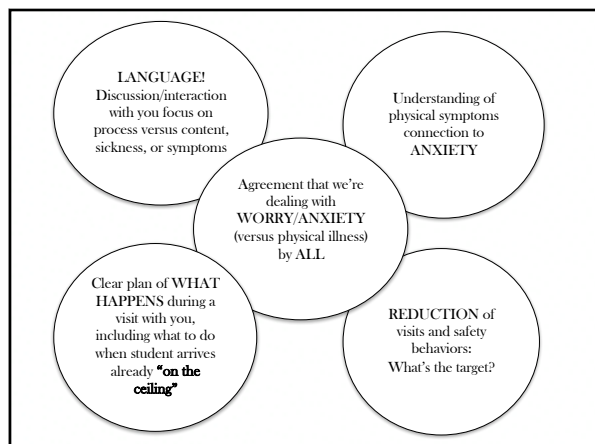 LANGUAGE!
Discussion/interaction
with you focus on
process versus content,
sickness, or symptoms
Understanding of
physical symptoms
connection to
ANXIETY
Agreement that we're
dealing with
WORRY/ANXIETY
(versus physical illness)
by ALL
Clear plan of WHAT
HAPPENS during a
visit with you,
including what to do
when student arrives
already “on the
ceiling”
REDUCTION of
visits and safety
behaviors:
What's the target?